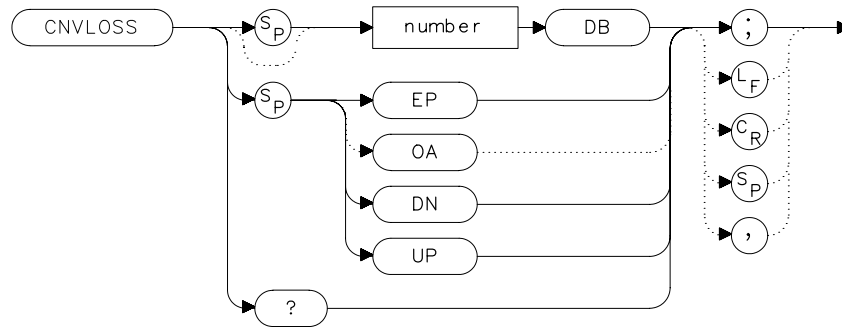 CNVLOSS
SP
number
DB
;
LF
SP
EP
CR
OA
SP
DN
,
UP
?